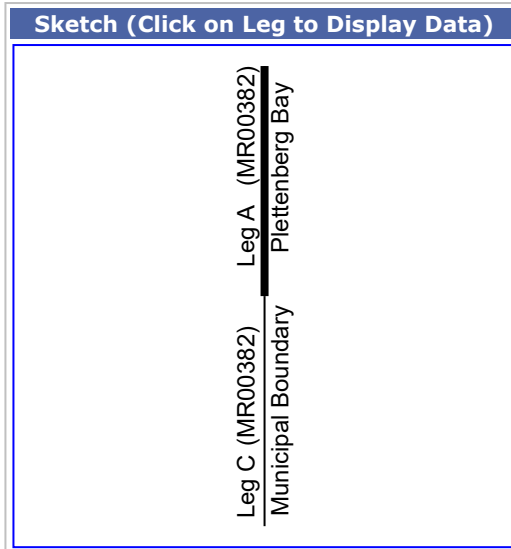 Sketch (Click on Leg to Display Data)
Leg A (MR00382)
Plettenberg Bay
Leg C (MR00382)
Municipal Boundary